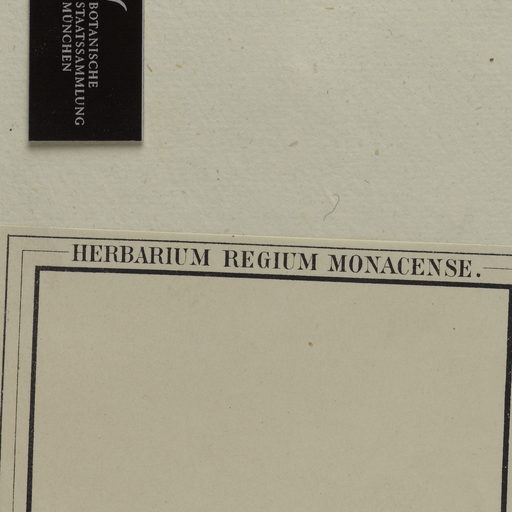 BOTANISCHE
STAATSSAMMLUNG
MÜNCHEN
HERBARIUM REGIUM MONACENSE.